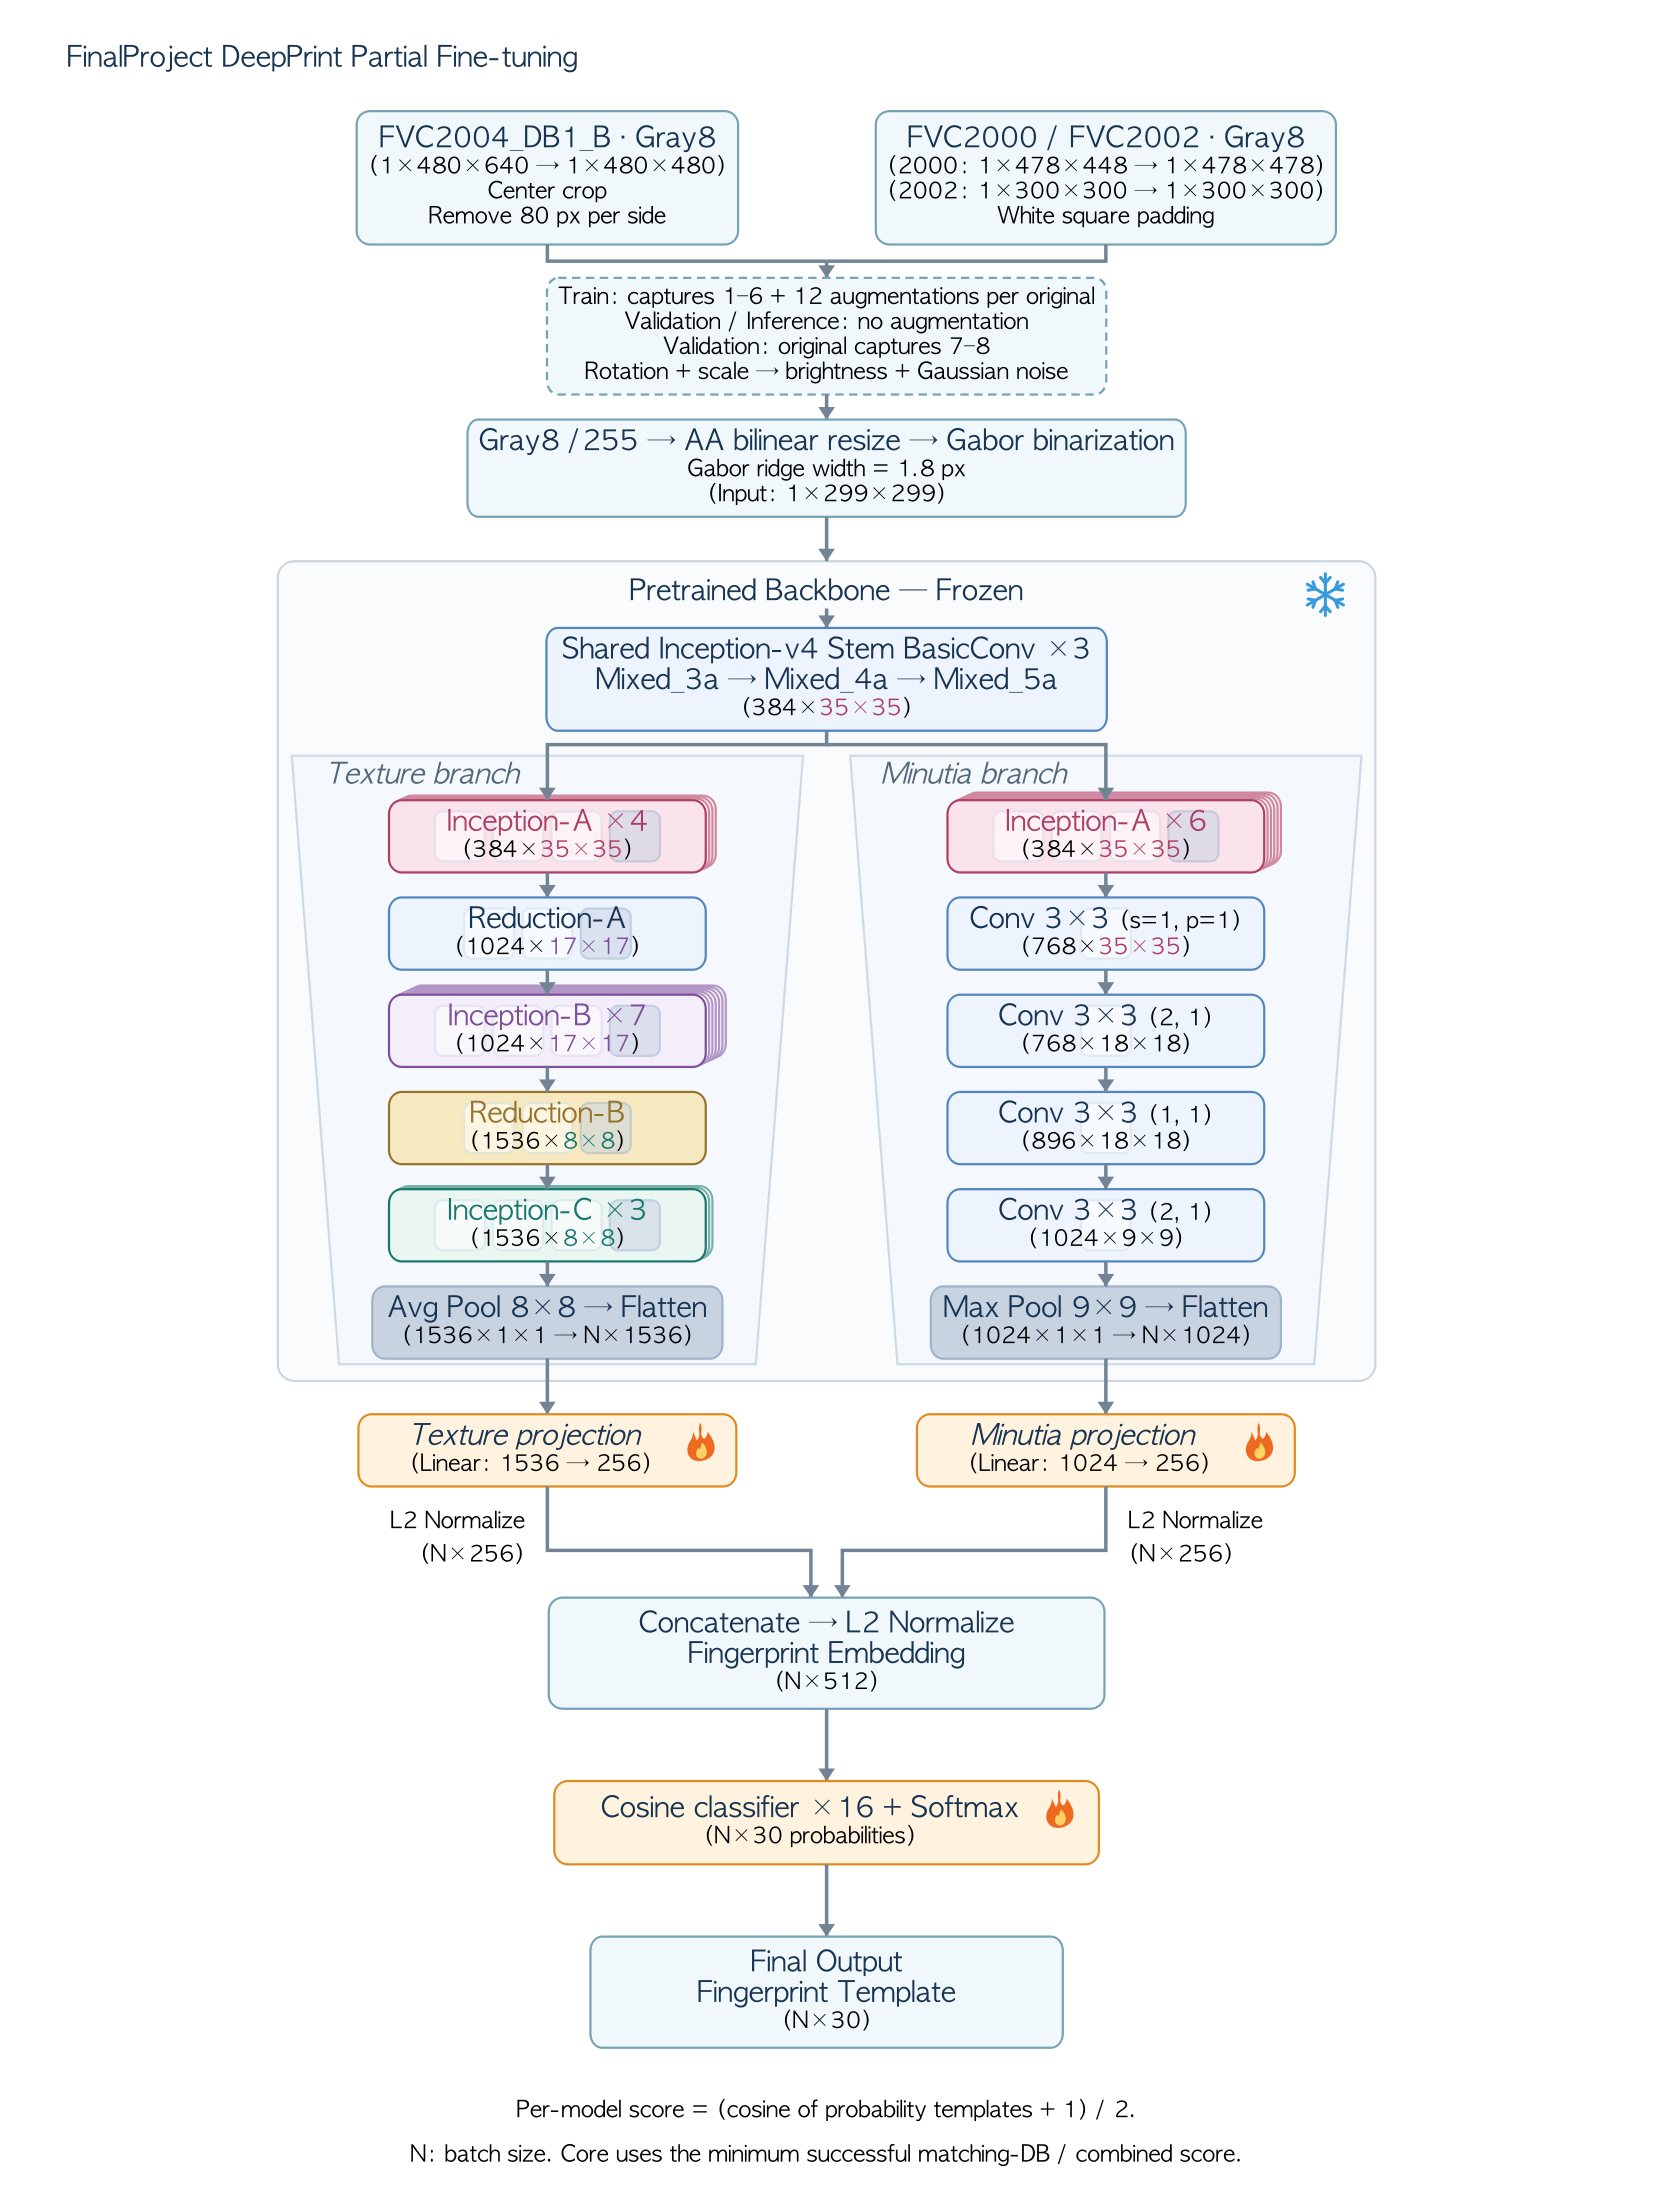 FinalProject DeepPrint Partial Fine-tuning
FVC2004_DB1_B · Gray8
(1×480×640 → 1×480×480)
Center crop
Remove 80 px per side
FVC2000 / FVC2002 · Gray8
(2000: 1×478×448 → 1×478×478)
(2002: 1×300×300 → 1×300×300)
White square padding
Train: captures 1–6 + 12 augmentations per original
Validation / Inference: no augmentation
Validation: original captures 7–8
Rotation + scale → brightness + Gaussian noise
Gray8 /255 → AA bilinear resize → Gabor binarization
Gabor ridge width = 1.8 px
(Input: 1×299×299)
Pretrained Backbone — Frozen
Shared Inception-v4 Stem BasicConv ×3
Mixed_3a → Mixed_4a → Mixed_5a
(384×35×35)
Texture branch
Inception-A ×4
(384×35×35)
Reduction-A
(1024×17×17)
Inception-B ×7
(1024×17×17)
Reduction-B
(1536×8×8)
Inception-C ×3
(1536×8×8)
Avg Pool 8×8 → Flatten
(1536×1×1 → N×1536)
Minutia branch
Inception-A ×6
(384×35×35)
Conv 3×3 (s=1, p=1)
(768×35×35)
Conv 3×3 (2, 1)
(768×18×18)
Conv 3×3 (1, 1)
(896×18×18)
Conv 3×3 (2, 1)
(1024×9×9)
Max Pool 9×9 → Flatten
(1024×1×1 → N×1024)
Texture projection
(Linear: 1536 → 256)
Minutia projection
(Linear: 1024 → 256)
L2 Normalize
(N×256)
L2 Normalize
(N×256)
Concatenate → L2 Normalize
Fingerprint Embedding
(N×512)
Cosine classifier ×16 + Softmax
(N×30 probabilities)
Final Output
Fingerprint Template
(N×30)
Per-model score = (cosine of probability templates + 1) / 2.
N: batch size. Core uses the minimum successful matching-DB / combined score.